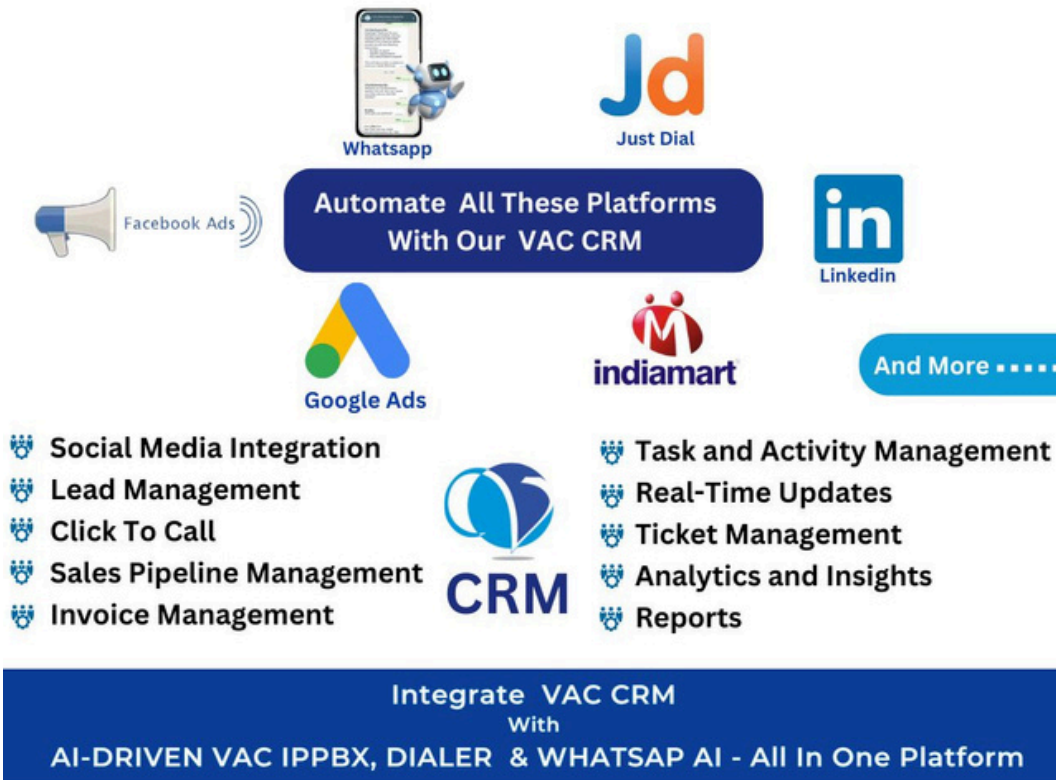 Whatsapp
Jd
Just Dial
Facebook Ads
Automate All These Platforms
With Our VAC CRM
in
Linkedin
Google Ads
M
indiamart
And More
Social Media Integration
Lead Management
Click To Call
Sales Pipeline Management
Invoice Management
CRM
Task and Activity Management
Real-Time Updates
Ticket Management
Analytics and Insights
Reports
Integrate VAC CRM
With
AI-DRIVEN VAC IPPBX, DIALER & WHATSAP AI - All In One Platform